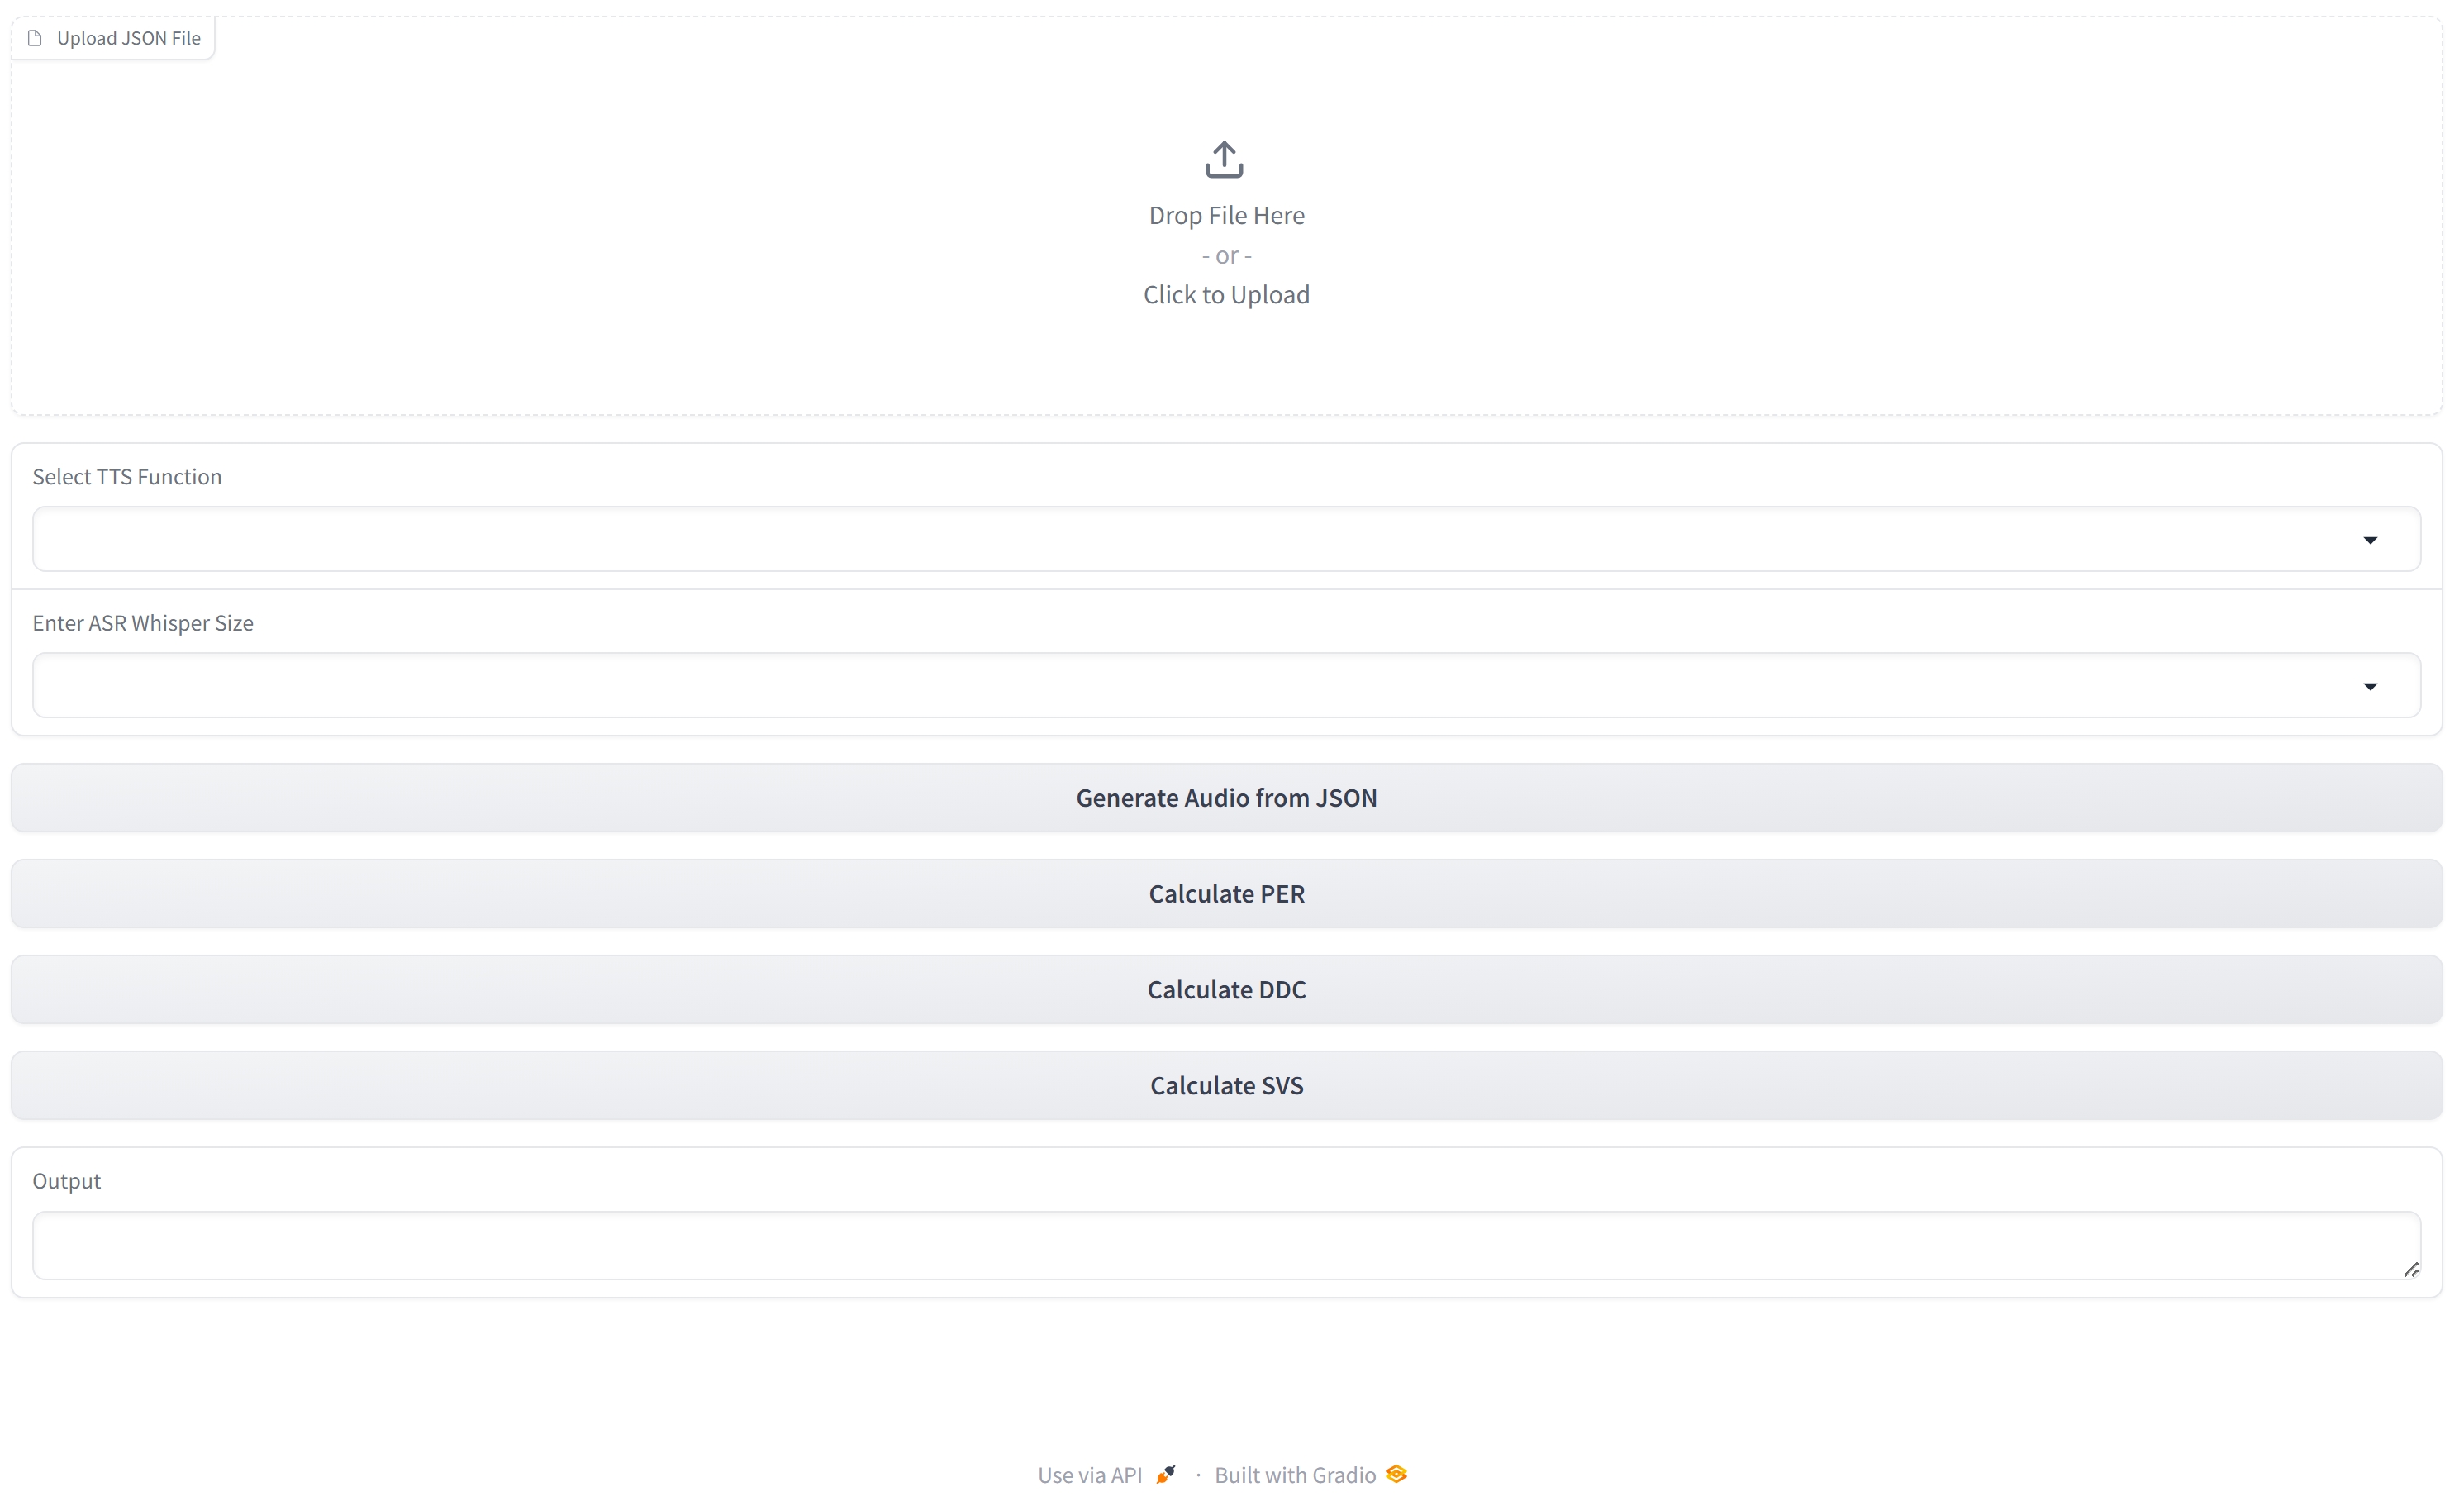 Upload JSON File
Drop File Here
- or -
Click to Upload
Select TTS Function
Enter ASR Whisper Size
Generate Audio from JSON
Calculate PER
Calculate DDC
Calculate SVS
Output
Use via API · Built with Gradio